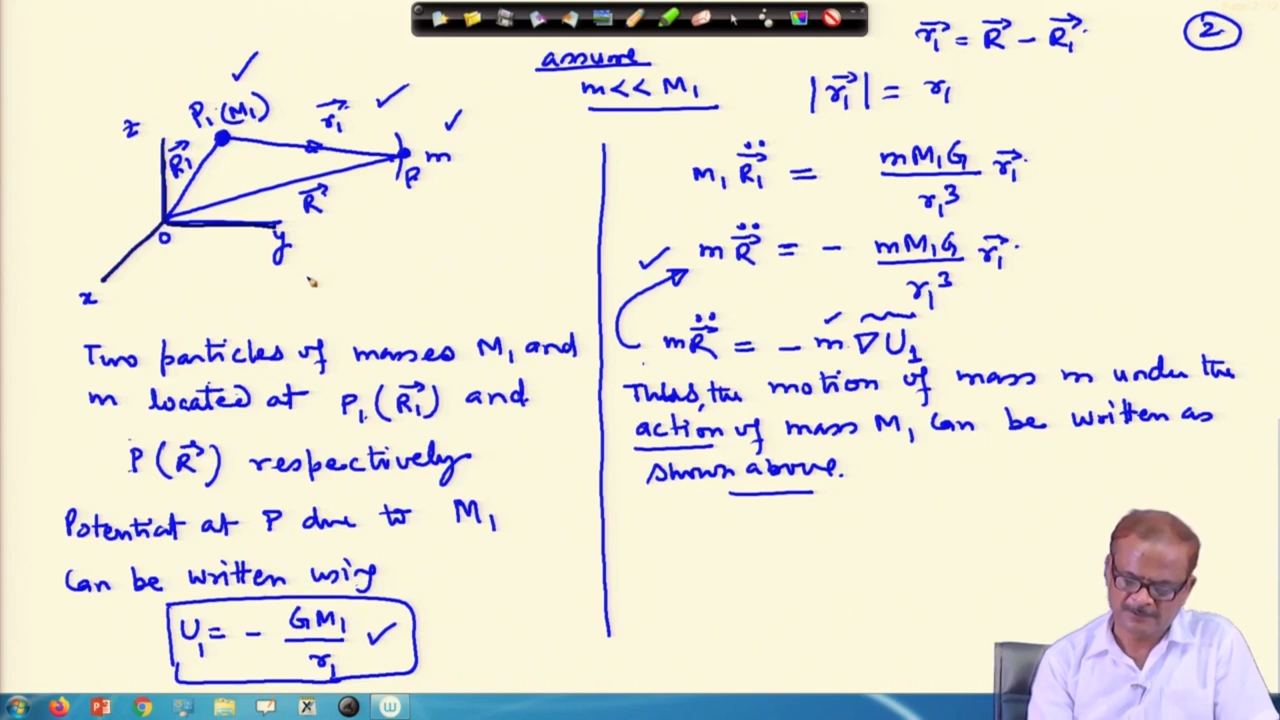 2
assume
m << M₁
r⃗₁ = R⃗ - R⃗₁
|r⃗₁| = r₁
P₁(M₁)
r⃗₁
z
R⃗₁
m
P
R⃗
O
y
x
Two particles of masses M₁ and
m located at P₁(R⃗₁) and
P(R⃗) respectively
Potential at P due to M₁
can be written using
U₁ = - GM₁/r₁ ✓
m₁ R̈⃗₁ = mM₁G/r₁³ r⃗₁
m R̈⃗ = - mM₁G/r₁³ r⃗₁
mR̈⃗ = - m ∇U₁
Thus, the motion of mass m under the
action of mass M₁ can be written as
shown above.